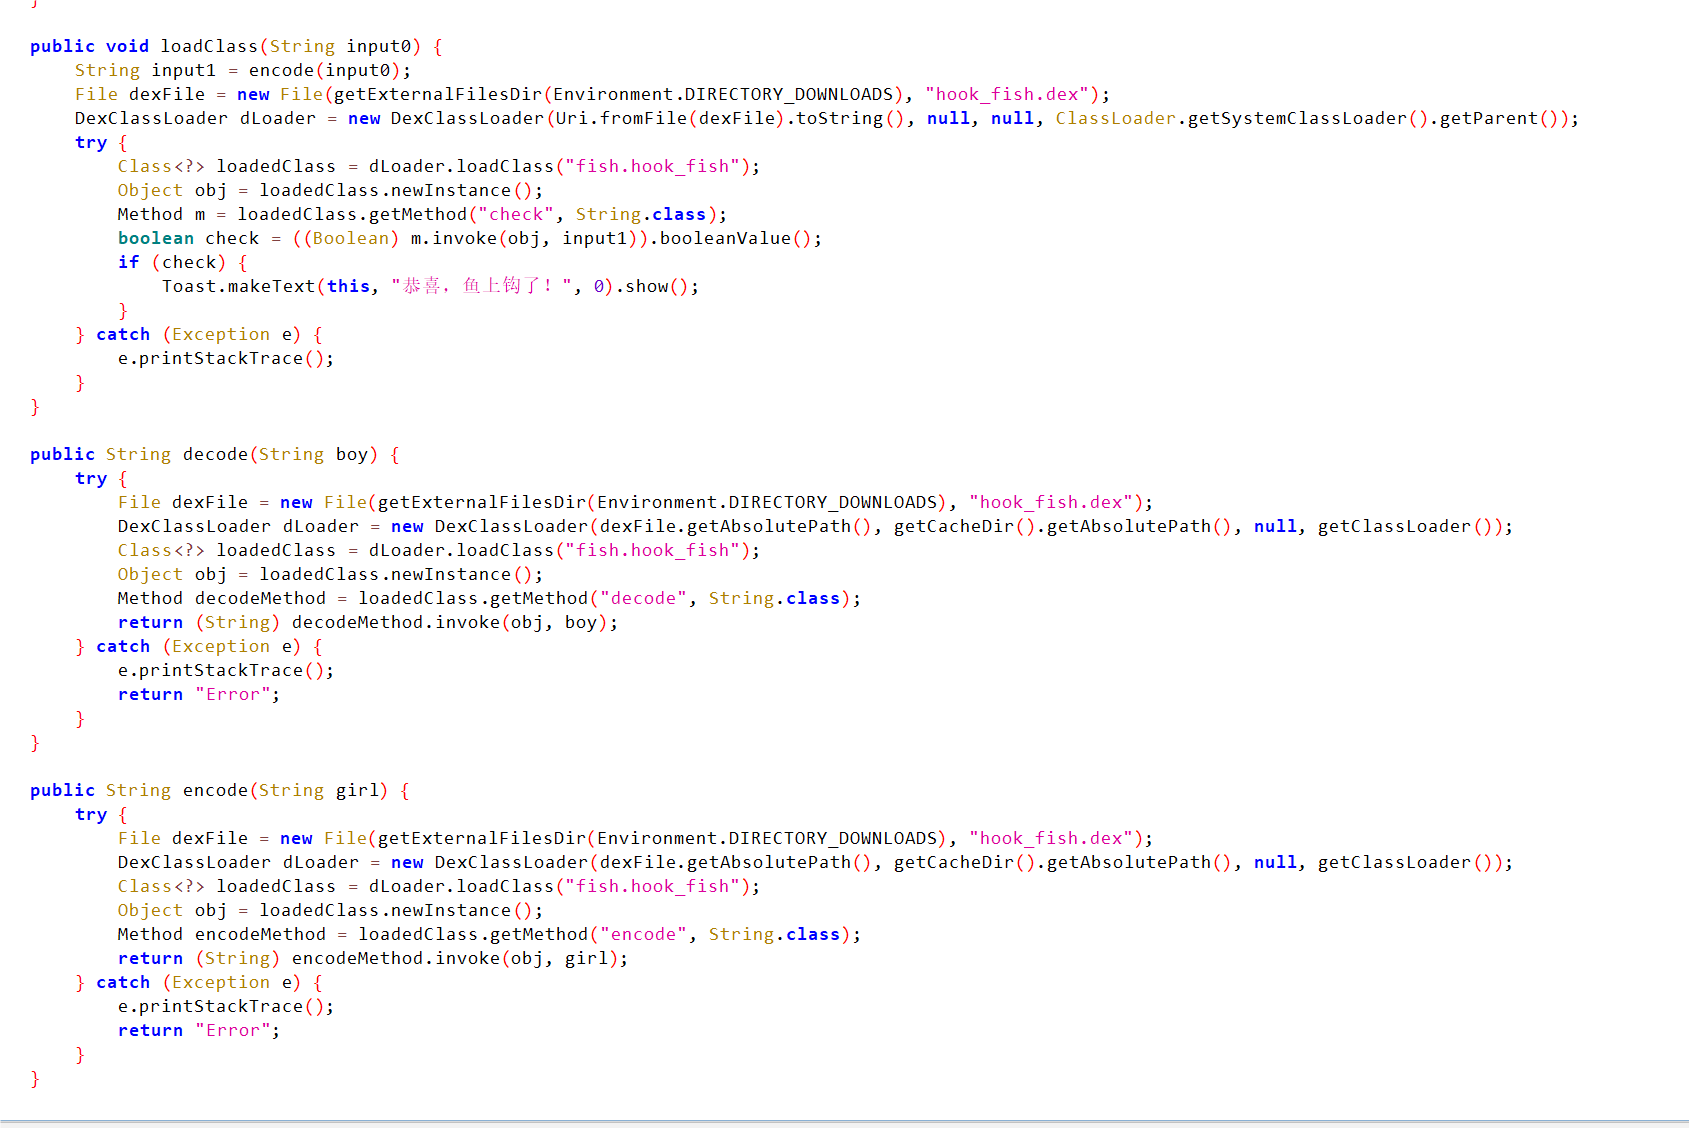 }
public void loadClass(String input0) {
String input1 = encode(input0);
File dexFile = new File(getExternalFilesDir(Environment.DIRECTORY_DOWNLOADS), "hook_fish.dex");
DexClassLoader dLoader = new DexClassLoader(Uri.fromFile(dexFile).toString(), null, null, ClassLoader.getSystemClassLoader().getParent());
try {
Class<?> loadedClass = dLoader.loadClass("fish.hook_fish");
Object obj = loadedClass.newInstance();
Method m = loadedClass.getMethod("check", String.class);
boolean check = ((Boolean) m.invoke(obj, input1)).booleanValue();
if (check) {
Toast.makeText(this, "恭喜，鱼上钩了！", 0).show();
}
} catch (Exception e) {
e.printStackTrace();
}
}
public String decode(String boy) {
try {
File dexFile = new File(getExternalFilesDir(Environment.DIRECTORY_DOWNLOADS), "hook_fish.dex");
DexClassLoader dLoader = new DexClassLoader(dexFile.getAbsolutePath(), getCacheDir().getAbsolutePath(), null, getClassLoader());
Class<?> loadedClass = dLoader.loadClass("fish.hook_fish");
Object obj = loadedClass.newInstance();
Method decodeMethod = loadedClass.getMethod("decode", String.class);
return (String) decodeMethod.invoke(obj, boy);
} catch (Exception e) {
e.printStackTrace();
return "Error";
}
}
public String encode(String girl) {
try {
File dexFile = new File(getExternalFilesDir(Environment.DIRECTORY_DOWNLOADS), "hook_fish.dex");
DexClassLoader dLoader = new DexClassLoader(dexFile.getAbsolutePath(), getCacheDir().getAbsolutePath(), null, getClassLoader());
Class<?> loadedClass = dLoader.loadClass("fish.hook_fish");
Object obj = loadedClass.newInstance();
Method encodeMethod = loadedClass.getMethod("encode", String.class);
return (String) encodeMethod.invoke(obj, girl);
} catch (Exception e) {
e.printStackTrace();
return "Error";
}
}